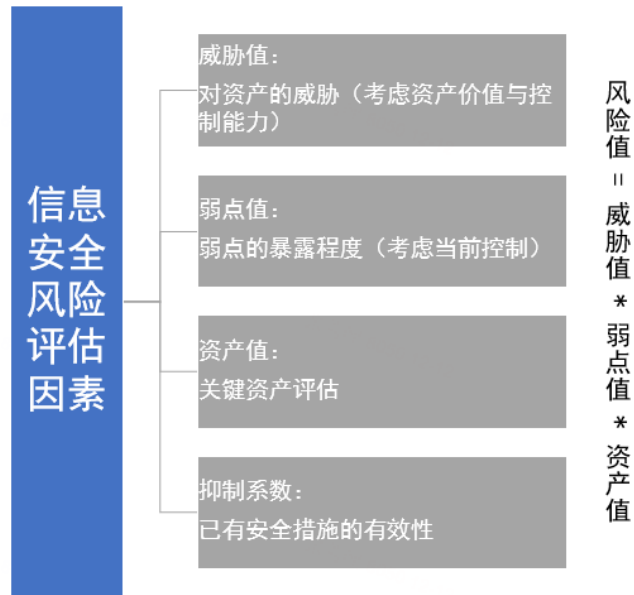 信息
安全
风险
评估
因素
威胁值：
对资产的威胁（考虑资产价值与控
制能力）
弱点值：
弱点的暴露程度（考虑当前控制）
资产值：
关键资产评估
抑制系数：
已有安全措施的有效性
风险值=威胁值*弱点值*资产值